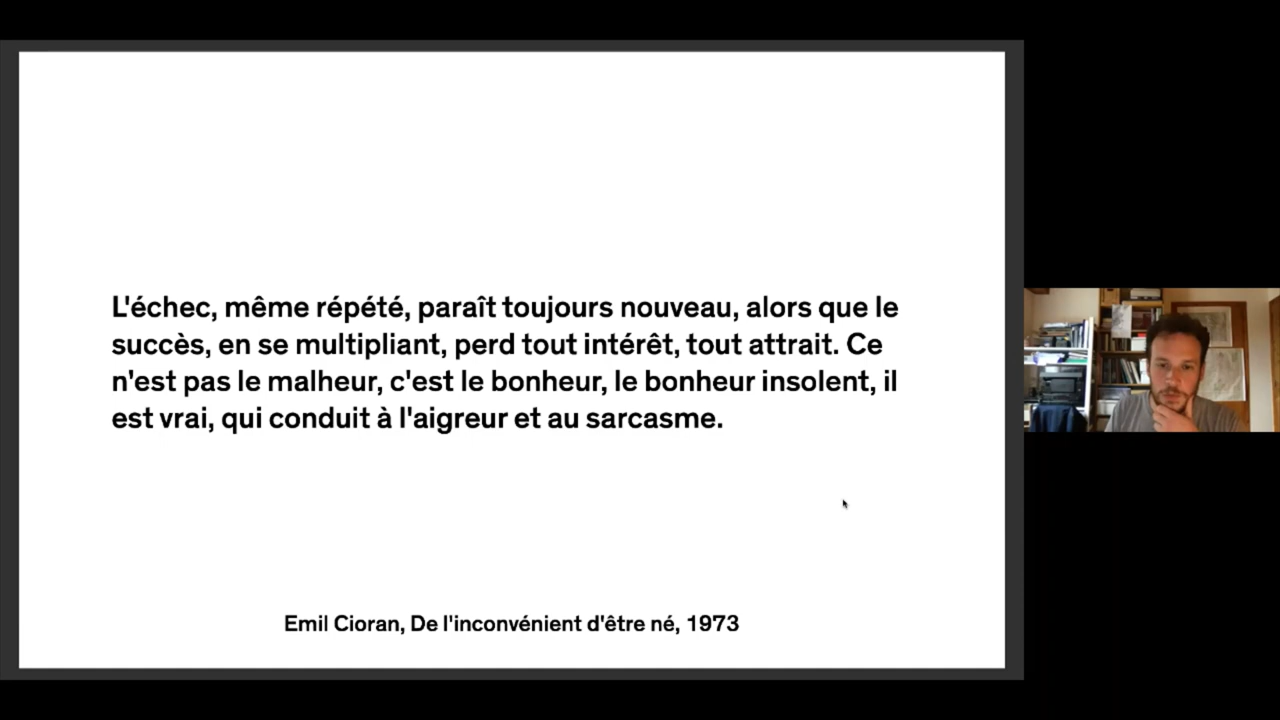 L'échec, même répété, paraît toujours nouveau, alors que le
succès, en se multipliant, perd tout intérêt, tout attrait. Ce
n'est pas le malheur, c'est le bonheur, le bonheur insolent, il
est vrai, qui conduit à l'aigreur et au sarcasme.
Emil Cioran, De l'inconvénient d'être né, 1973